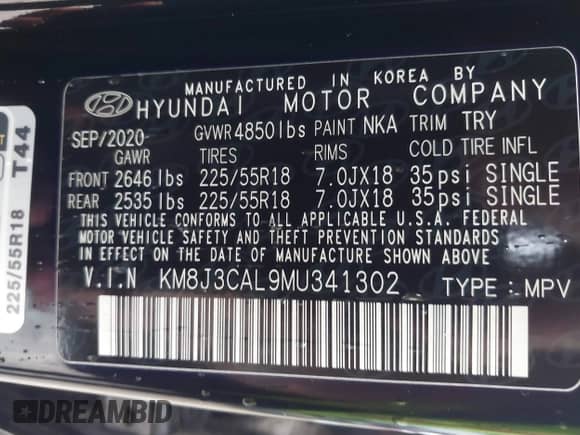 MANUFACTURED IN KOREA BY
HYUNDAI MOTOR COMPANY
SEP/2020 GVWR 4850lbs PAINT NKA TRIM TRY
GAWR TIRES RIMS COLD TIRE INFL
FRONT 2646 lbs 225/55R18 7.0JX18 35psi SINGLE
REAR 2535 lbs 225/55R18 7.0JX18 35psi SINGLE
THIS VEHICLE CONFORMS TO ALL APPLICABLE U.S.A. FEDERAL
MOTOR VEHICLE SAFETY AND THEFT PREVENTION STANDARDS
IN EFFECT ON THE DATE OF MANUFACTURE SHOWN ABOVE.
V.I.N KM8J3CAL9MU341302 TYPE : MPV
225/55R18 T44
DREAMBID